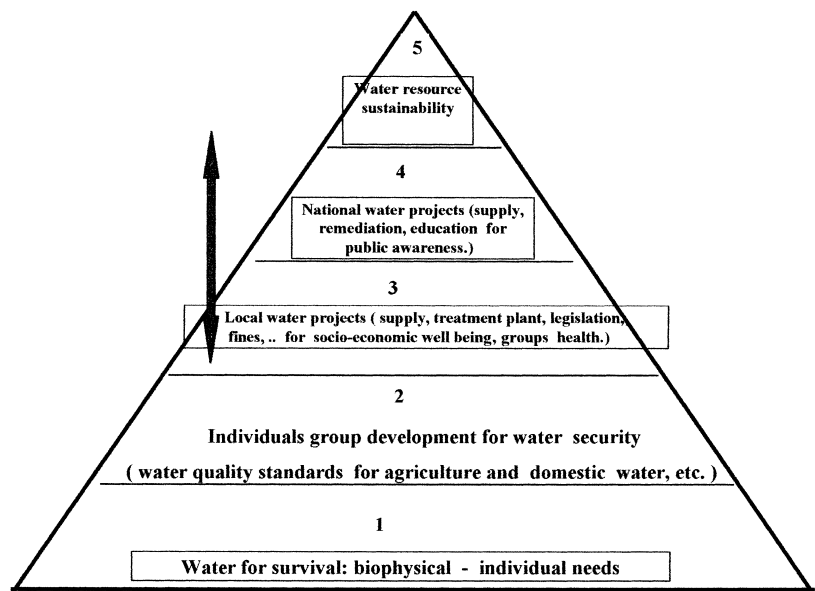 5
Water resource
sustainability
4
National water projects (supply,
remediation, education for
public awareness.)
3
Local water projects ( supply, treatment plant, legislation,
fines, .. for socio-economic well being, groups health.)
2
Individuals group development for water security
( water quality standards for agriculture and domestic water, etc. )
1
Water for survival: biophysical - individual needs